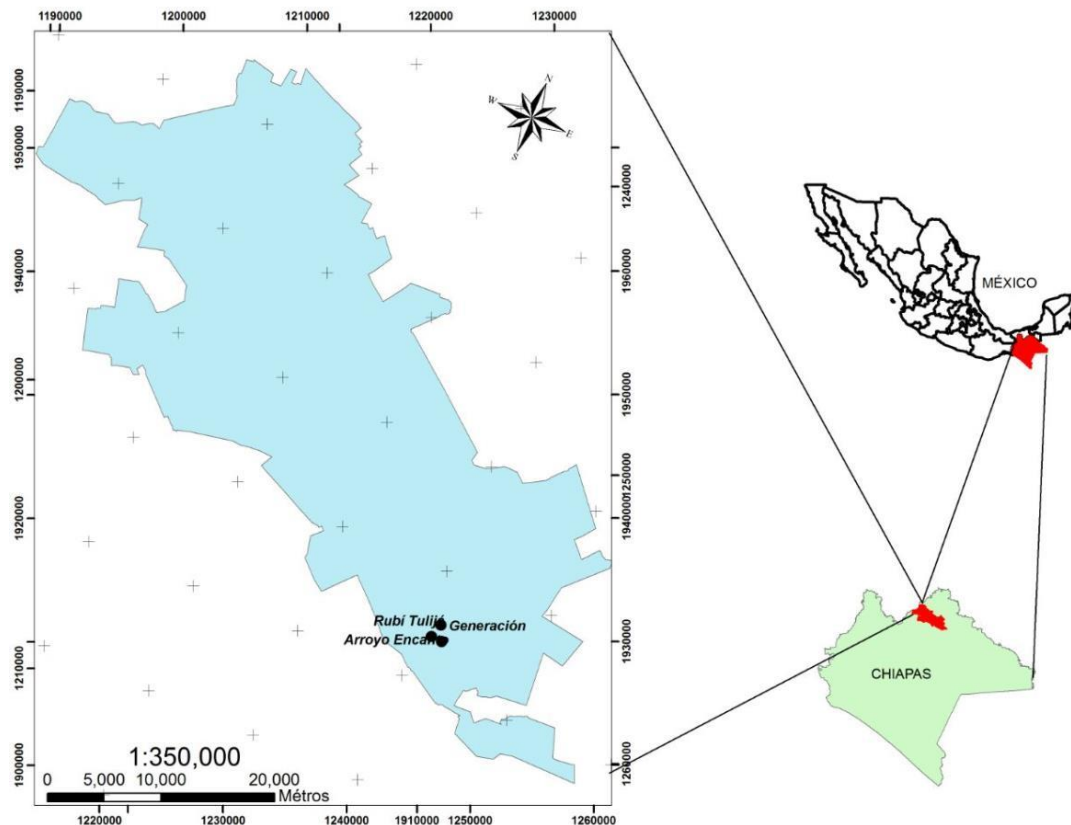 1190000 1200000 1210000 1220000 1230000
1190000
1950000
1940000
1200000
1920000
1210000
1900000
1240000
1960000
1950000
1250000
1940000
1930000
1260000
N
W
E
S
MÉXICO
CHIAPAS
Rubí Tulijá
Generación
Arroyo Encan
1:350,000
0 5,000 10,000 20,000
Métros
1220000 1230000 1240000 1910000 1250000 1260000